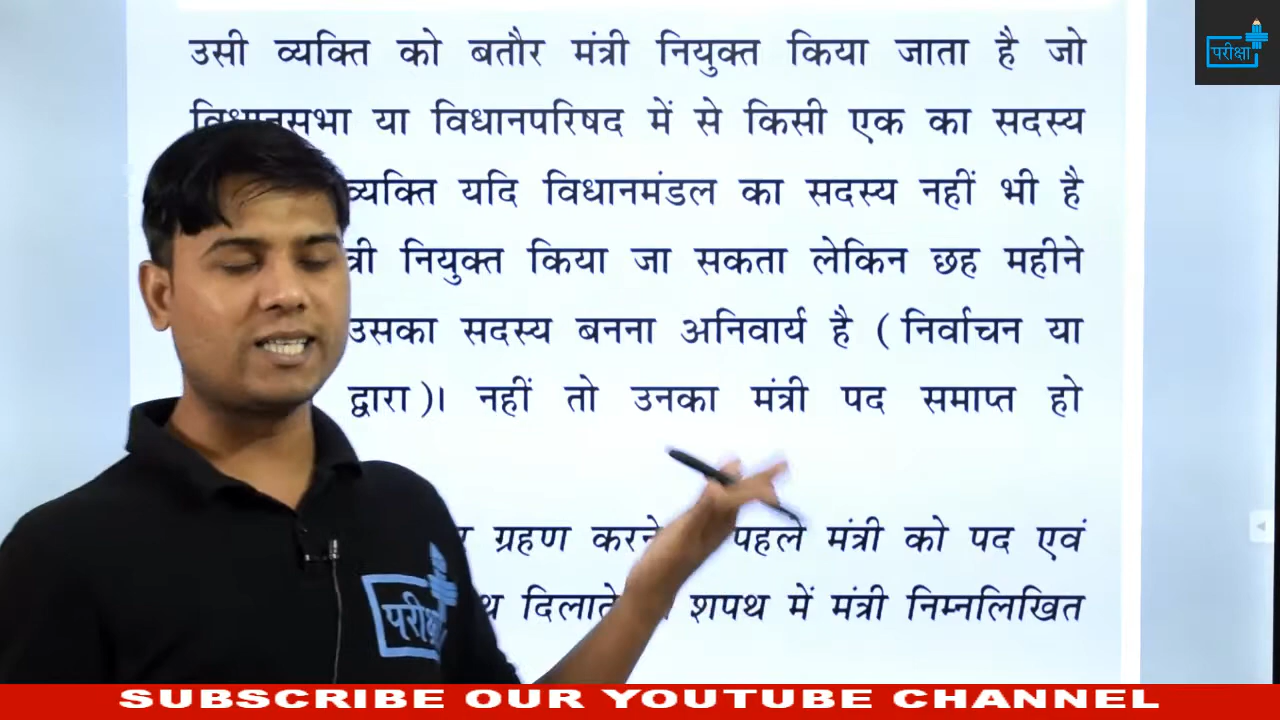 उसी व्यक्ति को बतौर मंत्री नियुक्त किया जाता है जो
विधानसभा या विधानपरिषद में से किसी एक का सदस्य
व्यक्ति यदि विधानमंडल का सदस्य नहीं भी है
नियुक्त किया जा सकता लेकिन छह महीने
उसका सदस्य बनना अनिवार्य है (निर्वाचन या
द्वारा)। नहीं तो उनका मंत्री पद समाप्त हो
ग्रहण करने पहले मंत्री को पद एवं
दिलाते शपथ में मंत्री निम्नलिखित
परीक्षा
परीक्षा
SUBSCRIBE OUR YOUTUBE CHANNEL